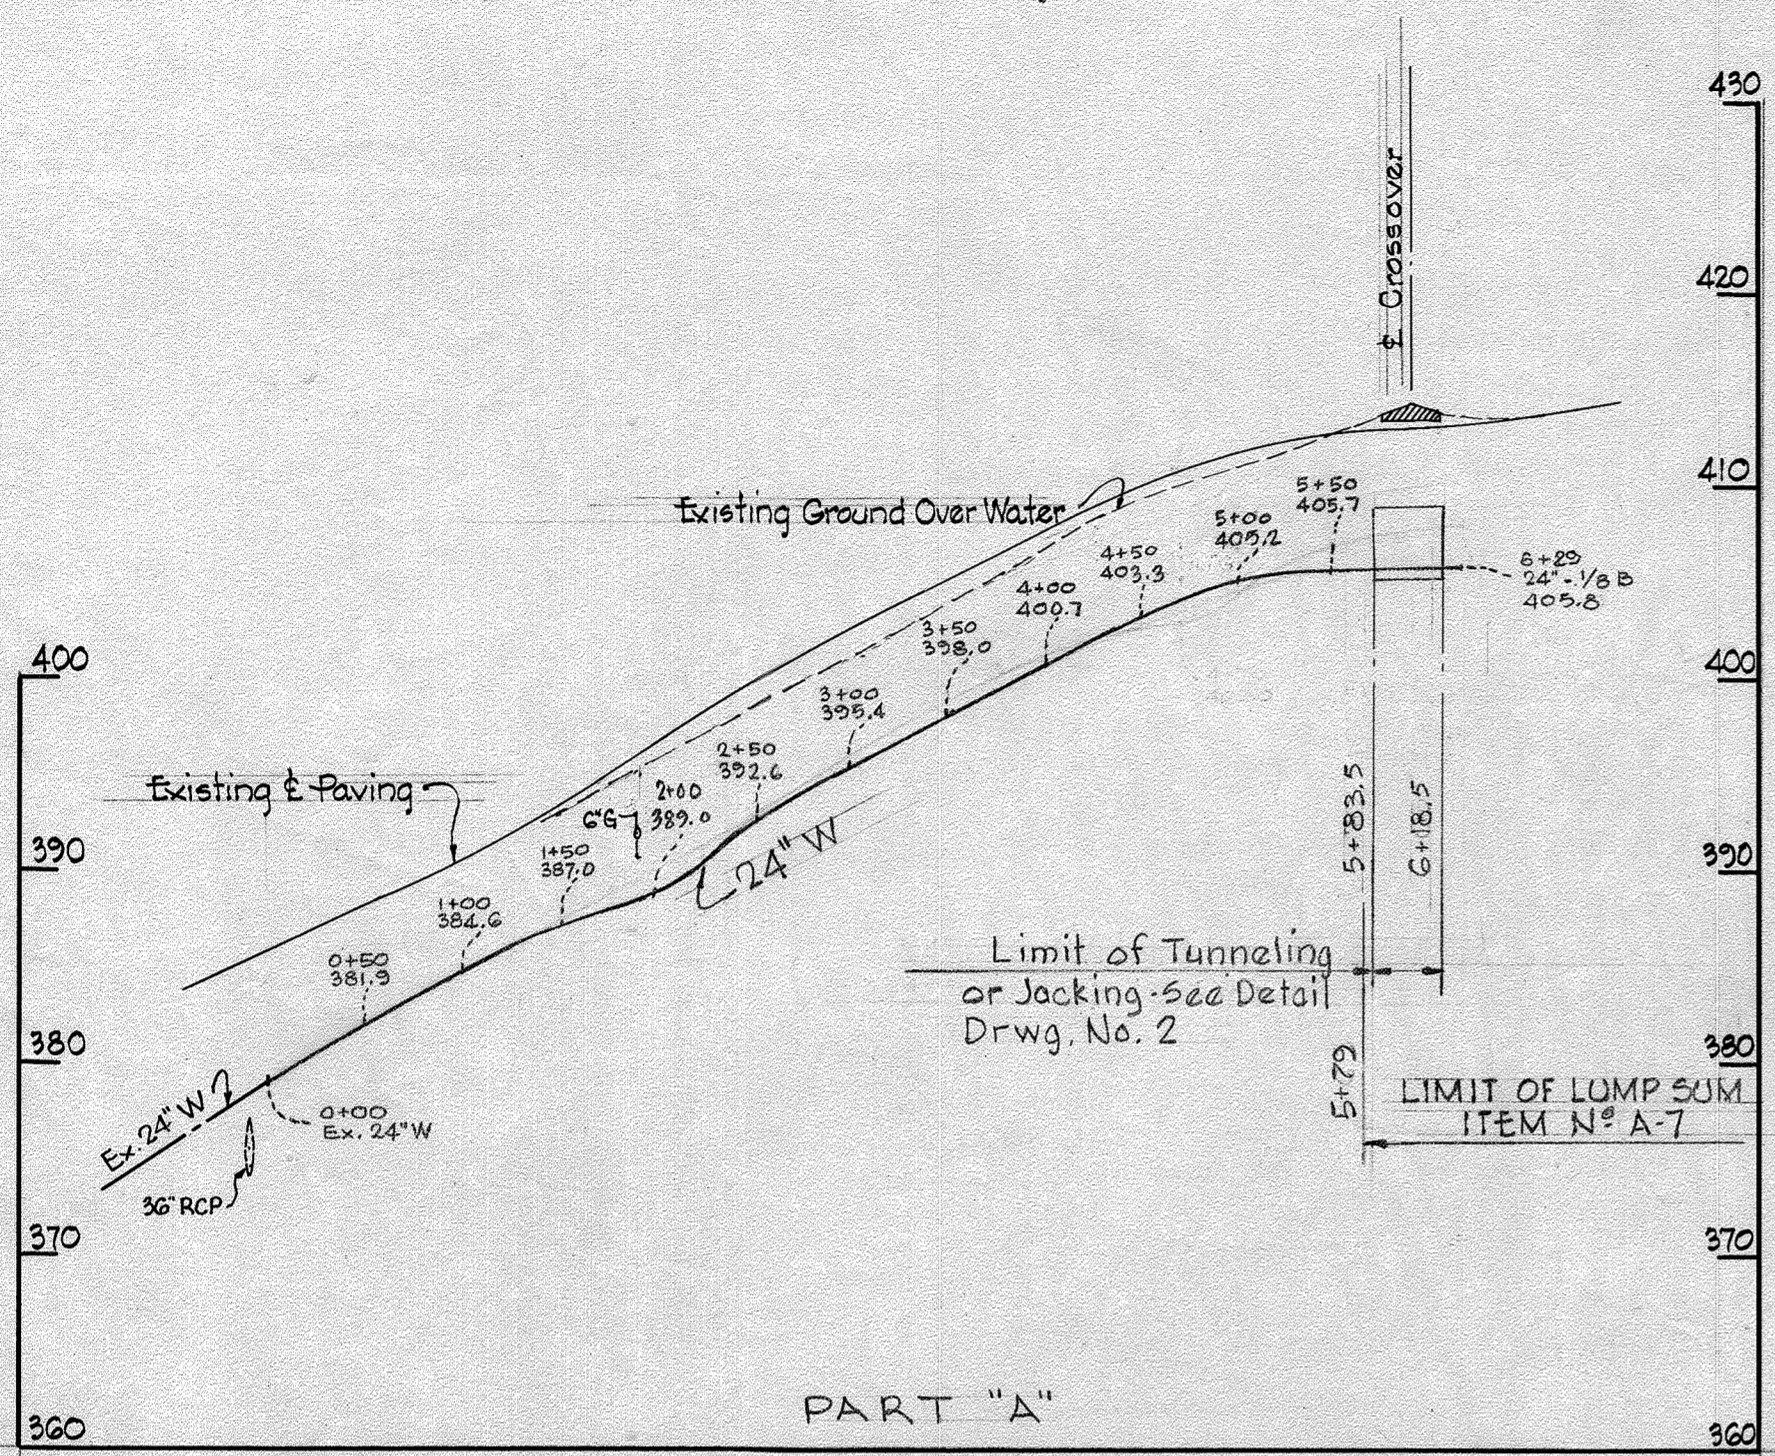 430
℄ Crossover
420
410
Existing Ground Over Water
5+50
405.7
5+00
405.2
4+50
403.3
6+29
24"-1/8 B
405.8
4+00
400.7
3+50
398.0
400
400
3+00
395.4
2+50
392.6
Existing ℄ Paving
2+00
389.0
6"G
24" W
5+83.5
6+18.5
390
390
1+50
387.0
1+00
384.6
0+50
381.9
Limit of Tunneling
or Jacking-See Detail
Drwg. No. 2
380
380
5+79
LIMIT OF LUMP SUM
ITEM Nº A-7
Ex. 24" W
0+00
Ex. 24" W
36" RCP
370
370
PART "A"
360
360